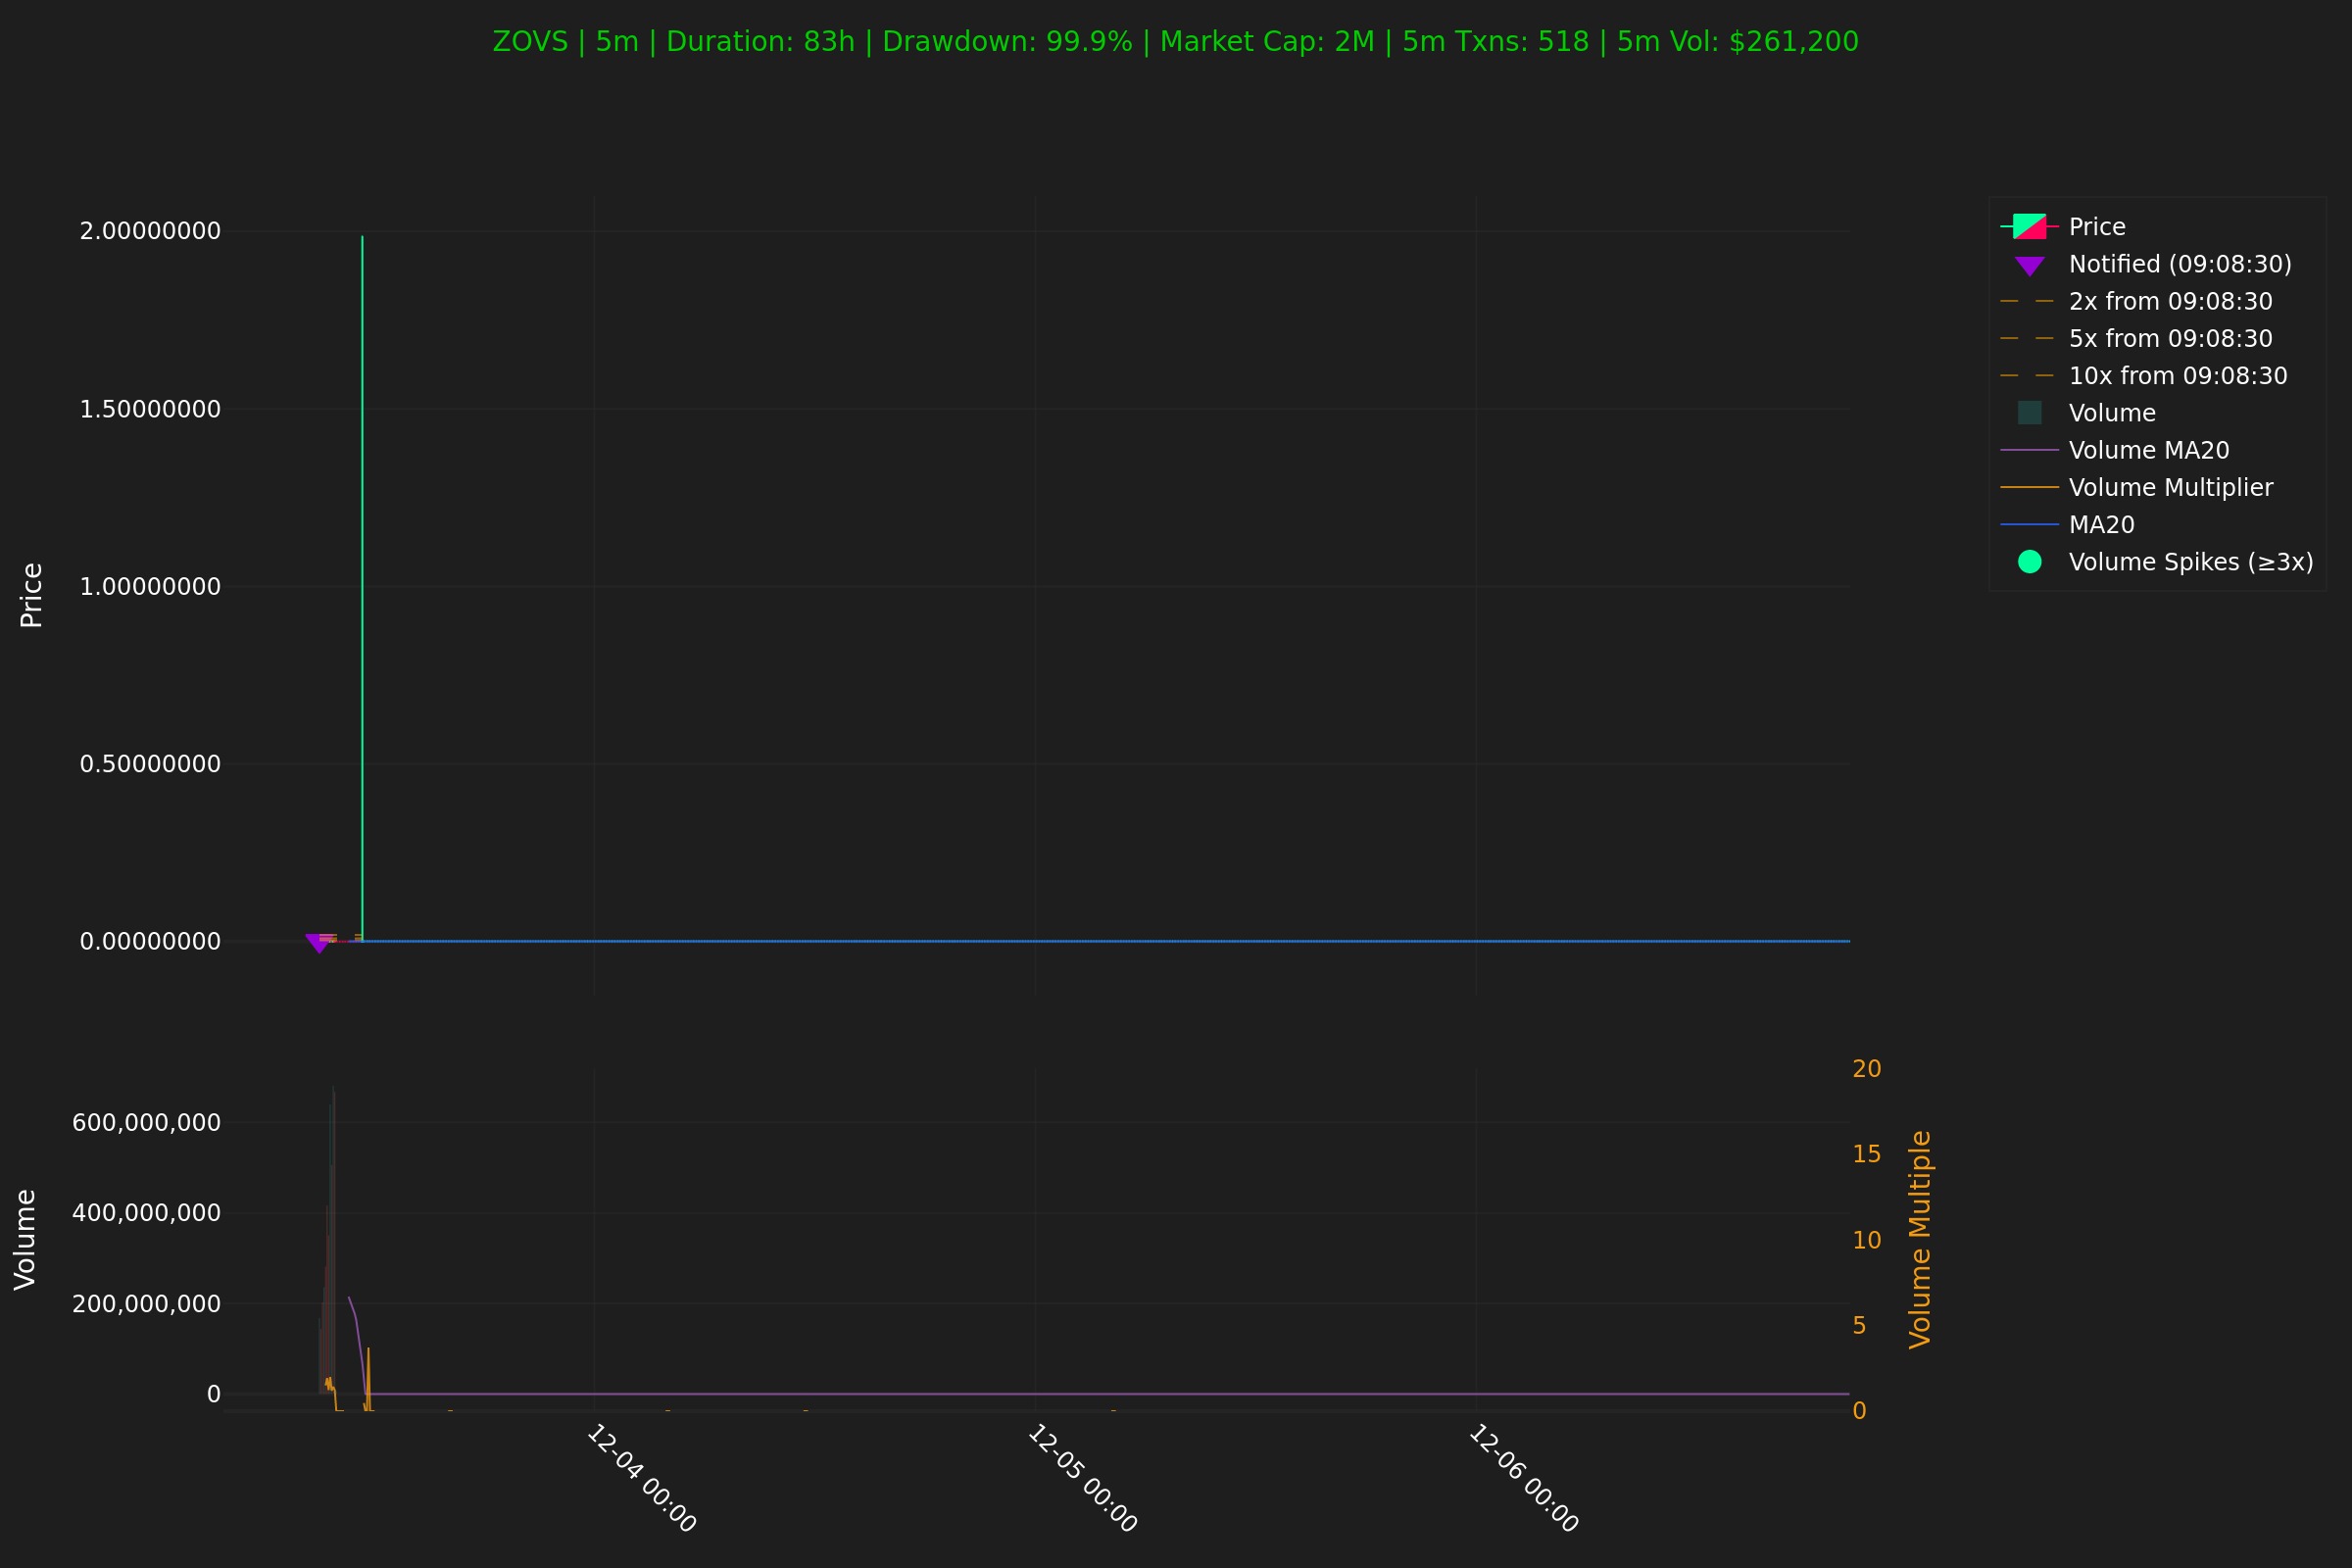 ZOVS | 5m | Duration: 83h | Drawdown: 99.9% | Market Cap: 2M | 5m Txns: 518 | 5m Vol: $261,200
2.00000000
1.50000000
1.00000000
0.50000000
0.00000000
Price
Price
Notified (09:08:30)
2x from 09:08:30
5x from 09:08:30
10x from 09:08:30
Volume
Volume MA20
Volume Multiplier
MA20
Volume Spikes (≥3x)
600,000,000
400,000,000
200,000,000
0
Volume
20
15
10
5
0
Volume Multiple
12-04 00:00
12-05 00:00
12-06 00:00